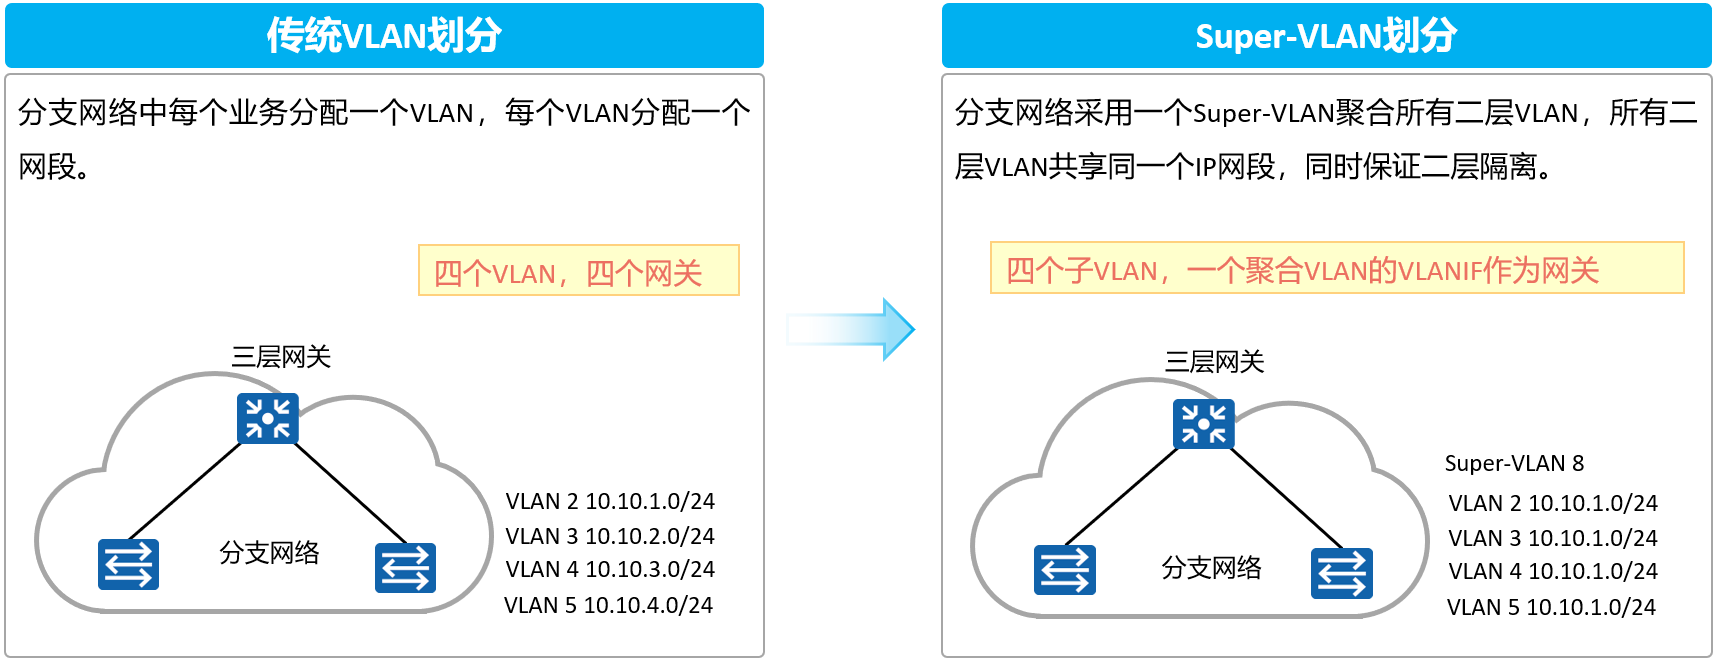 传统VLAN划分
分支网络中每个业务分配一个VLAN，每个VLAN分配一个
网段。
四个VLAN，四个网关
三层网关
分支网络
VLAN 2 10.10.1.0/24
VLAN 3 10.10.2.0/24
VLAN 4 10.10.3.0/24
VLAN 5 10.10.4.0/24
Super-VLAN划分
分支网络采用一个Super-VLAN聚合所有二层VLAN，所有二
层VLAN共享同一个IP网段，同时保证二层隔离。
四个子VLAN，一个聚合VLAN的VLANIF作为网关
三层网关
分支网络
Super-VLAN 8
VLAN 2 10.10.1.0/24
VLAN 3 10.10.1.0/24
VLAN 4 10.10.1.0/24
VLAN 5 10.10.1.0/24